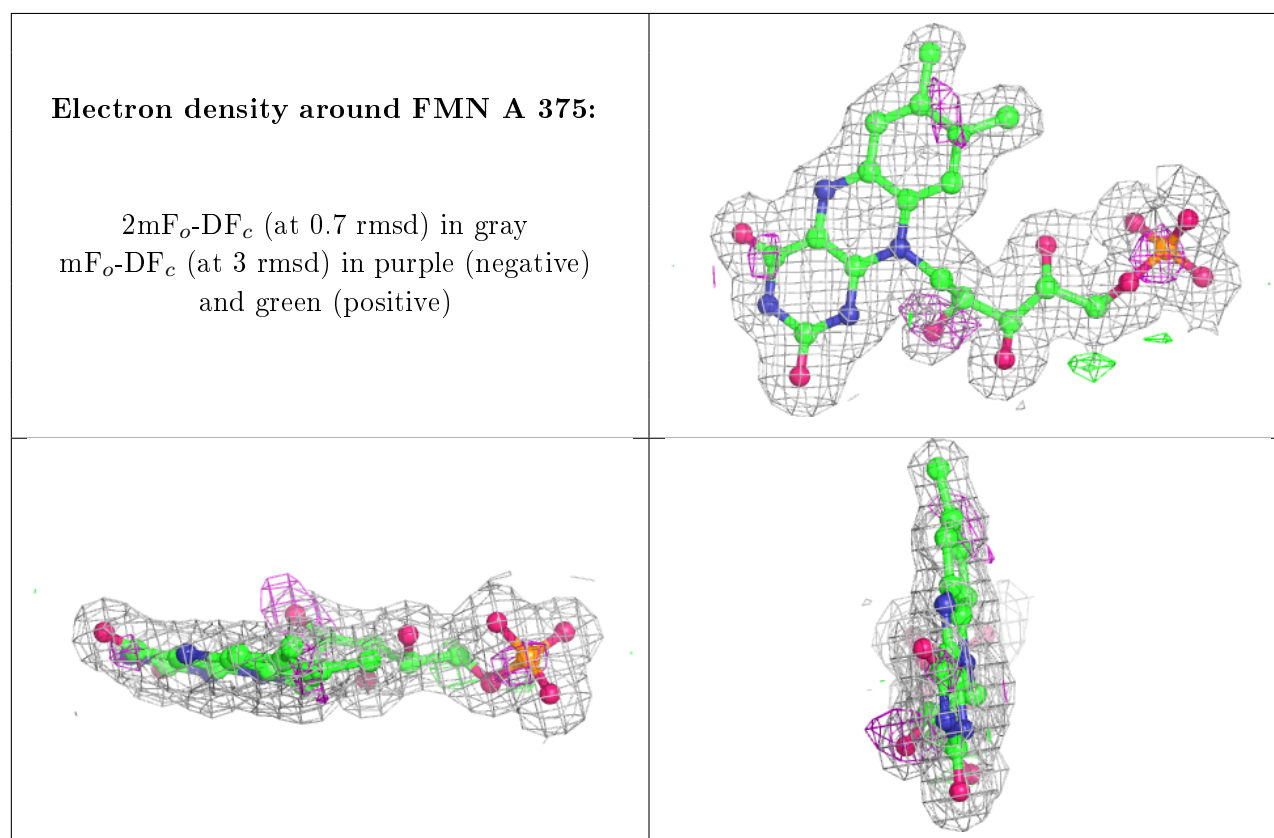 Electron density around FMN A 375:
2mFₒ-DF𝒸 (at 0.7 rmsd) in gray
mFₒ-DF𝒸 (at 3 rmsd) in purple (negative)
and green (positive)